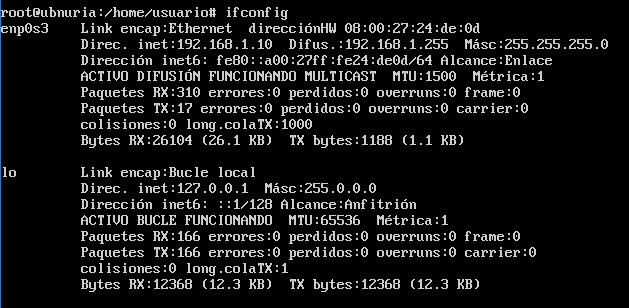 root@ubnuria:/home/usuario# ifconfig
enp0s3 Link encap:Ethernet direcciónHW 08:00:27:24:de:0d
Direc. inet:192.168.1.10 Difus.:192.168.1.255 Másc:255.255.255.0
Dirección inet6: fe80::a00:27ff:fe24:de0d/64 Alcance:Enlace
ACTIVO DIFUSIÓN FUNCIONANDO MULTICAST MTU:1500 Métrica:1
Paquetes RX:310 errores:0 perdidos:0 overruns:0 frame:0
Paquetes TX:17 errores:0 perdidos:0 overruns:0 carrier:0
colisiones:0 long.colaTX:1000
Bytes RX:26104 (26.1 KB) TX bytes:1188 (1.1 KB)
lo Link encap:Bucle local
Direc. inet:127.0.0.1 Másc:255.0.0.0
Dirección inet6: ::1/128 Alcance:Anfitrión
ACTIVO BUCLE FUNCIONANDO MTU:65536 Métrica:1
Paquetes RX:166 errores:0 perdidos:0 overruns:0 frame:0
Paquetes TX:166 errores:0 perdidos:0 overruns:0 carrier:0
colisiones:0 long.colaTX:1
Bytes RX:12368 (12.3 KB) TX bytes:12368 (12.3 KB)